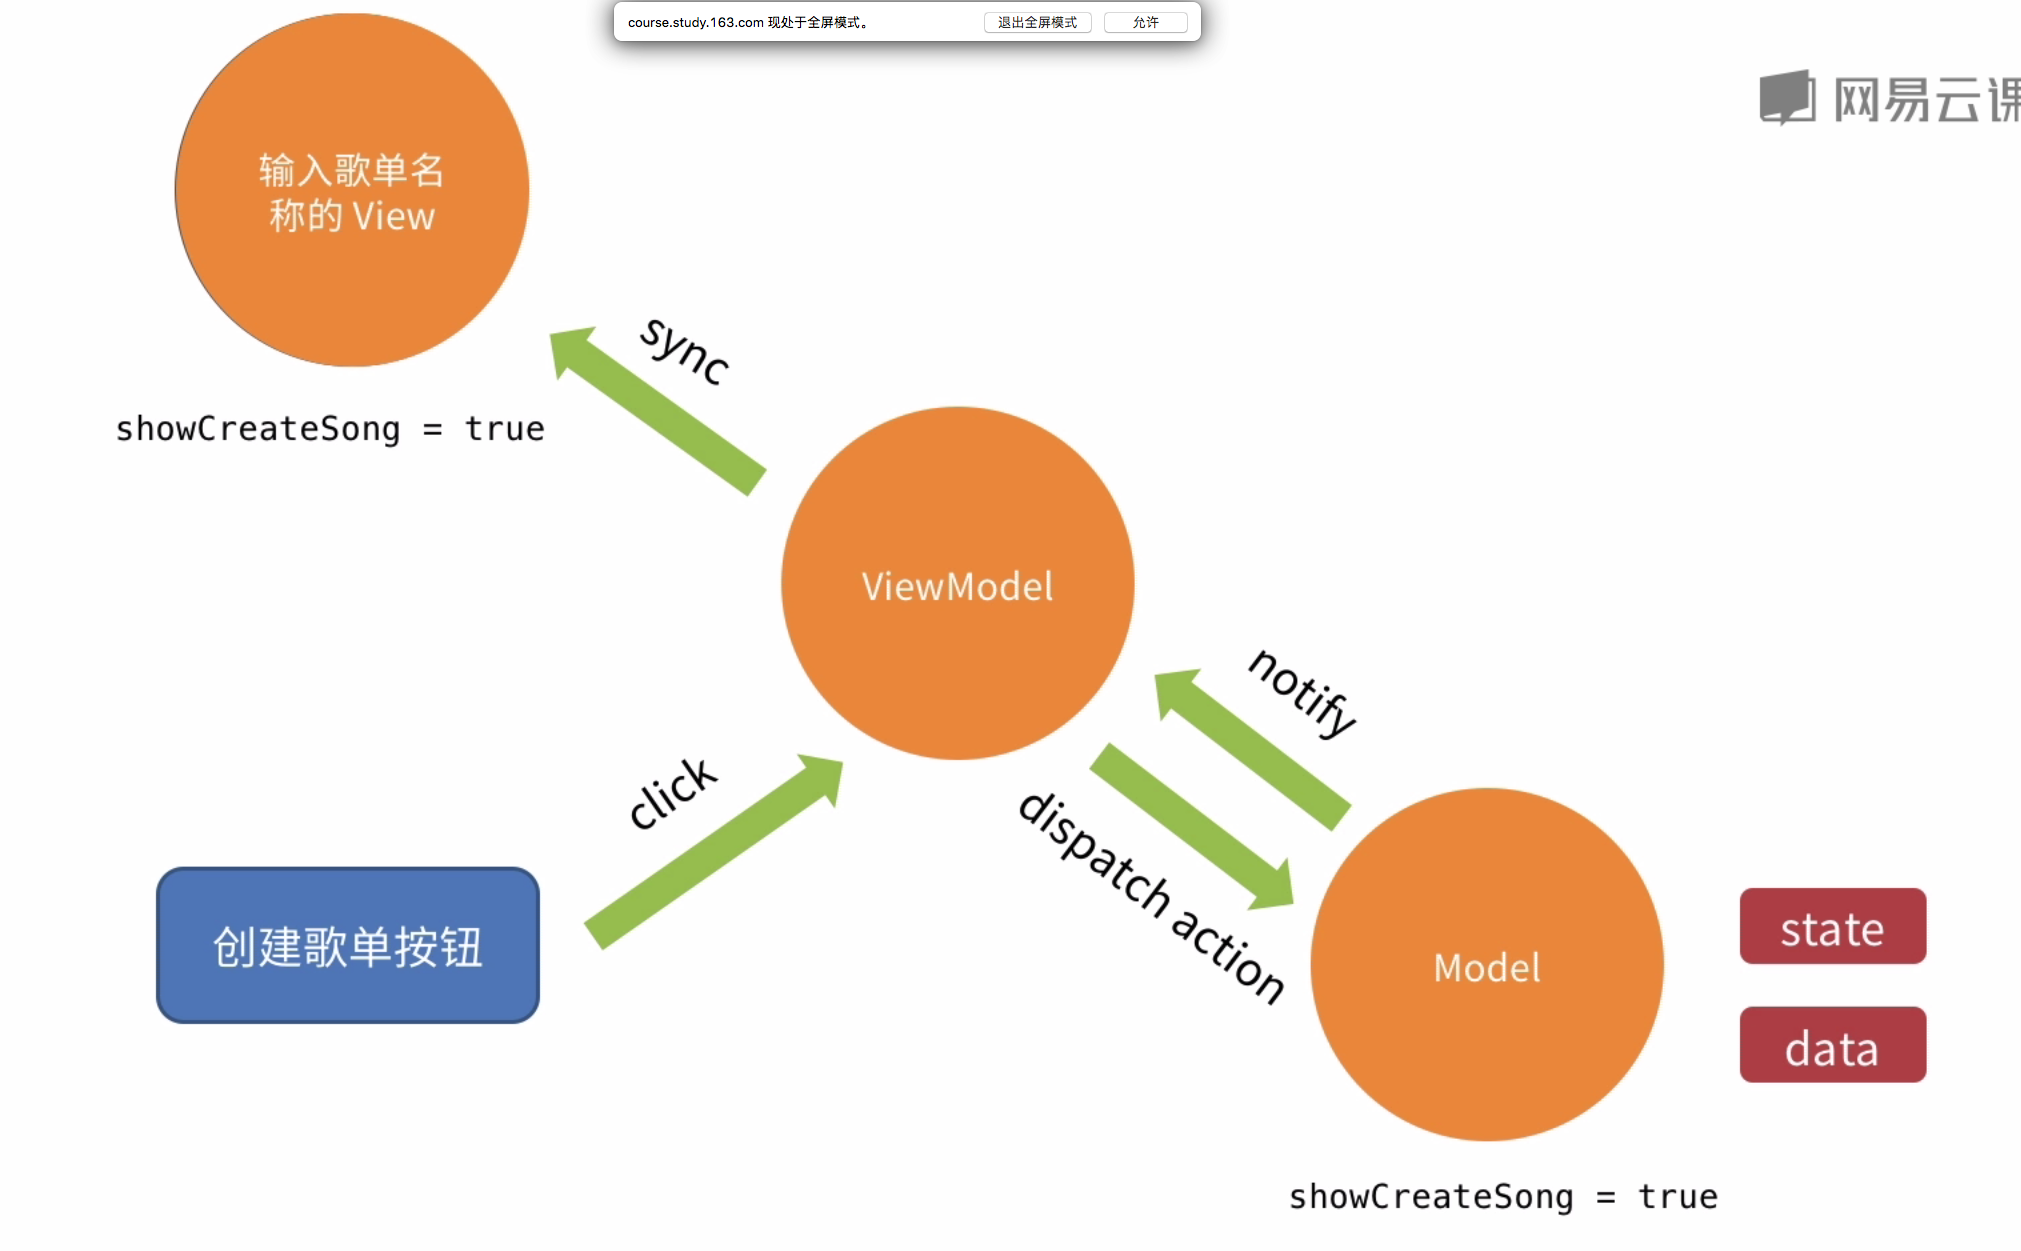 course.study.163.com 现处于全屏模式。
退出全屏模式
允许
网易云课
输入歌单名
称的 View
sync
showCreateSong = true
ViewModel
notify
click
dispatch action
创建歌单按钮
Model
state
data
showCreateSong = true